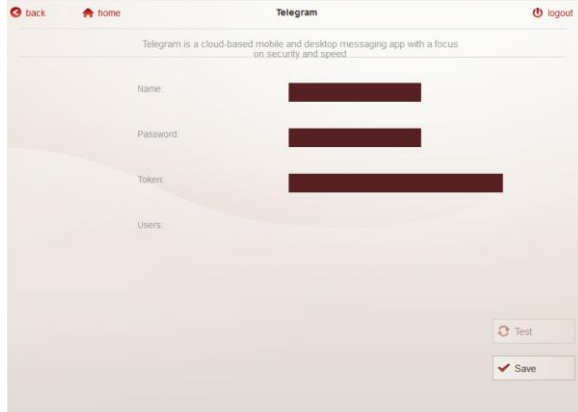 back home Telegram logout
Telegram is a cloud-based mobile and desktop messaging app with a focus
on security and speed
Name:
Password:
Token:
Users:
Test
Save